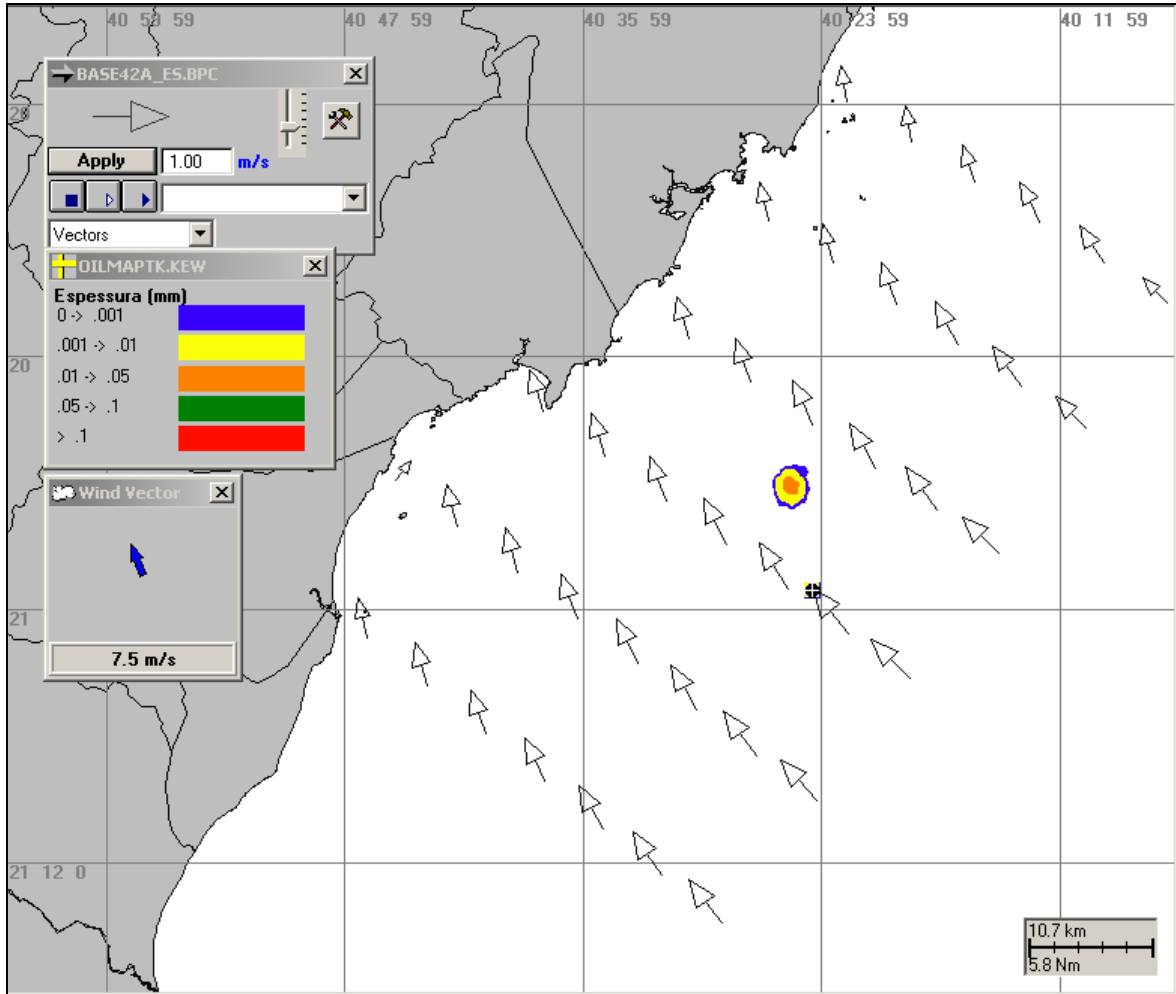 40 59 59
40 47 59
40 35 59
40 23 59
40 11 59
BASE42A_ES.BPC
Apply
1.00
m/s
Vectors
OILMAPTK.KEW
Espessura (mm)
0 -> .001
.001 -> .01
.01 -> .05
.05 -> .1
> .1
20
Wind Vector
7.5 m/s
21
21 12 0
10.7 km
5.8 Nm